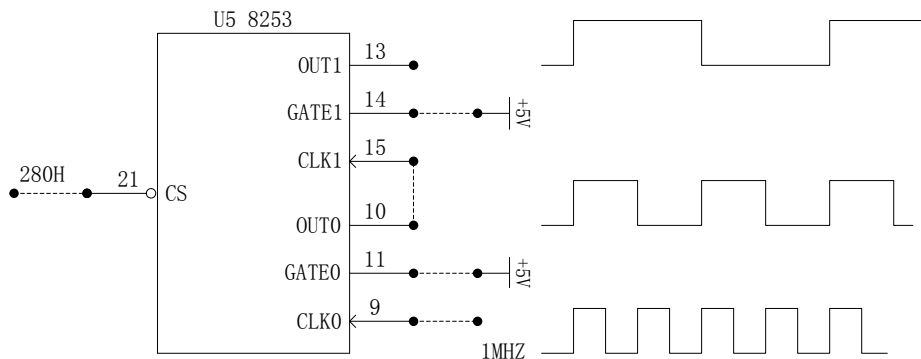 U5 8253
OUT1 13
GATE1 14
+5V
CLK1 15
280H 21 CS
OUT0 10
GATE0 11
+5V
CLK0 9
1MHZ